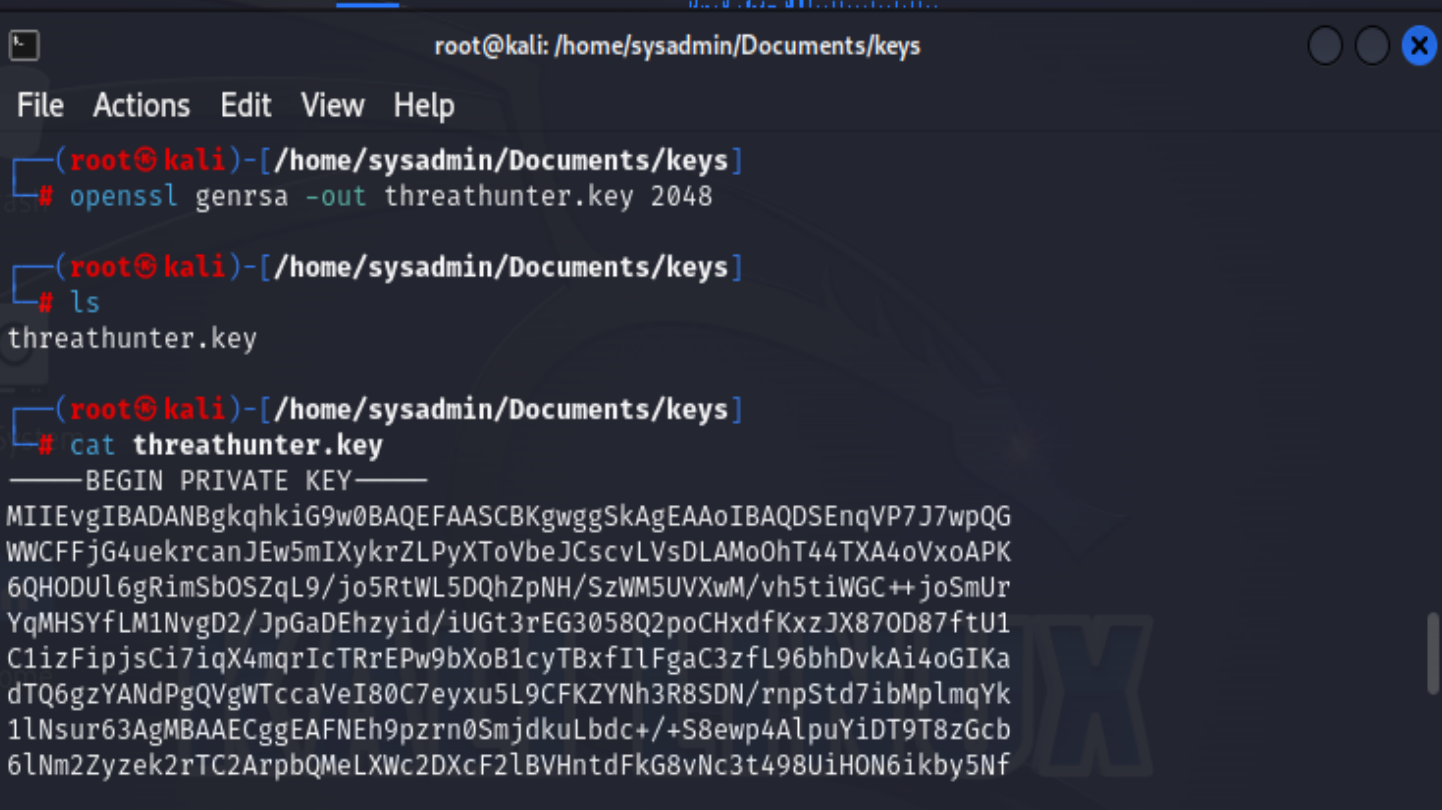 root@kali: /home/sysadmin/Documents/keys
File Actions Edit View Help
(root㉿kali)-[/home/sysadmin/Documents/keys]
# openssl genrsa -out threathunter.key 2048
(root㉿kali)-[/home/sysadmin/Documents/keys]
# ls
threathunter.key
(root㉿kali)-[/home/sysadmin/Documents/keys]
# cat threathunter.key
-----BEGIN PRIVATE KEY-----
MIIEvgIBADANBgkqhkiG9w0BAQEFAASCBKgwggSkAgEAAoIBAQDSEnqVP7J7wpQG
WWCFFjG4uekrcanJEw5mIXykrZLPyXToVbeJCscvLVsDLAMoOhT44TXA4oVxoAPK
6QHODUl6gRimSbOSZqL9/jo5RtWL5DQhZpNH/SzWM5UVXwM/vh5tiWGC++joSmUr
YqMHSYfLM1NvgD2/JpGaDEhzyid/iUGt3rEG3058Q2poCHxdfKxzJX87OD87ftU1
C1izFipjsCi7iqX4mqrIcTRrEPw9bXoB1cyTBxfIlFgaC3zfL96bhDvkAi4oGIKa
dTQ6gzYANdPgQVgWTccaVeI80C7eyxu5L9CFKZYNh3R8SDN/rnpStd7ibMplmqYk
1lNsur63AgMBAAECggEAFNEh9pzrn0SmjdkuLbdc+/+S8ewp4AlpuYiDT9T8zGcb
6lNm2Zyzek2rTC2ArpbQMeLXWc2DXcF2lBVHntdFkG8vNc3t498UiHON6ikby5Nf